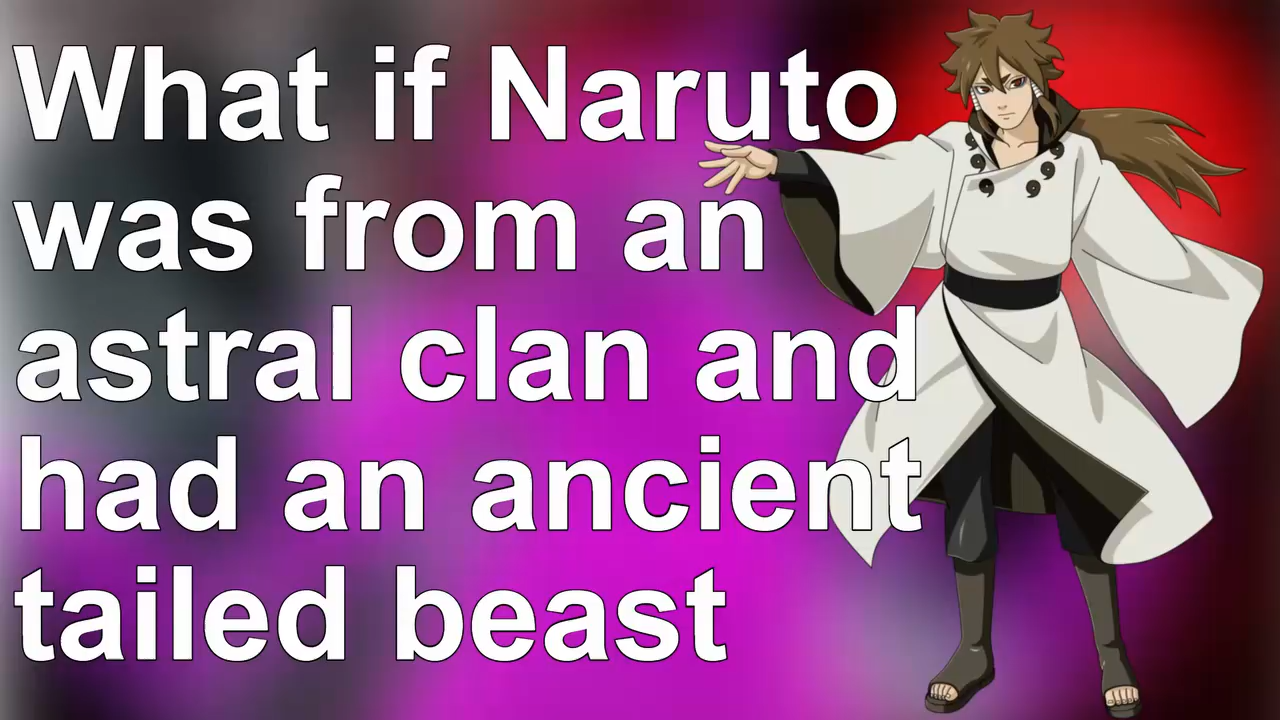 What if Naruto
was from an
astral clan and
had an ancient
tailed beast